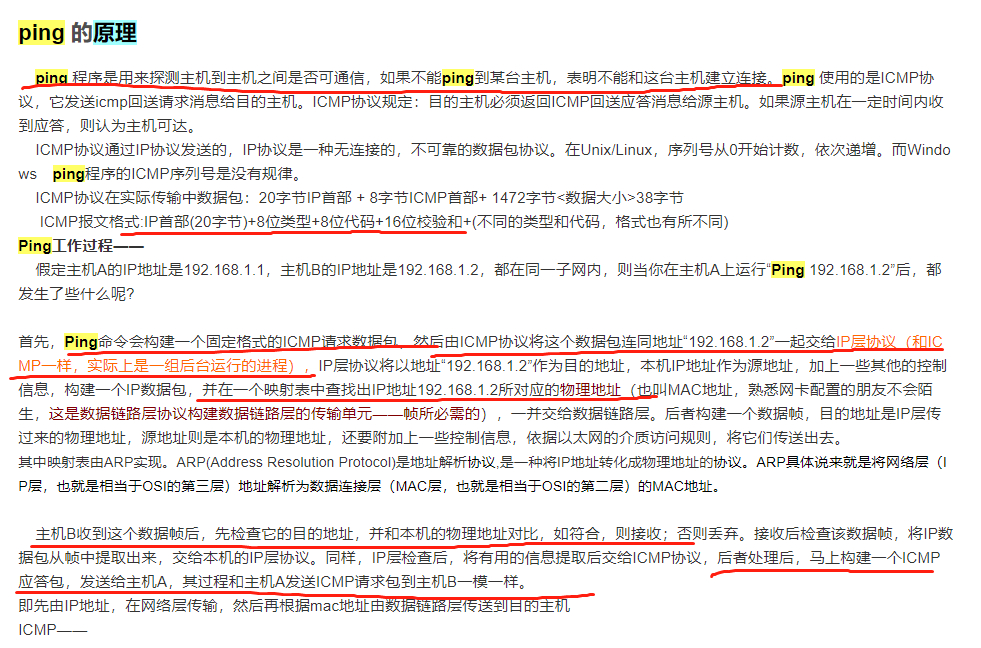 ping 的原理
ping 程序是用来探测主机到主机之间是否可通信，如果不能ping到某台主机，表明不能和这台主机建立连接。ping 使用的是ICMP协
议，它发送icmp回送请求消息给目的主机。ICMP协议规定：目的主机必须返回ICMP回送应答消息给源主机。如果源主机在一定时间内收
到应答，则认为主机可达。
ICMP协议通过IP协议发送的，IP协议是一种无连接的，不可靠的数据包协议。在Unix/Linux，序列号从0开始计数，依次递增。而Windo
ws ping程序的ICMP序列号是没有规律。
ICMP协议在实际传输中数据包：20字节IP首部 + 8字节ICMP首部+ 1472字节<数据大小>38字节
ICMP报文格式:IP首部(20字节)+8位类型+8位代码+16位校验和+(不同的类型和代码，格式也有所不同)
Ping工作过程——
假定主机A的IP地址是192.168.1.1，主机B的IP地址是192.168.1.2，都在同一子网内，则当你在主机A上运行“Ping 192.168.1.2”后，都
发生了些什么呢?
首先，Ping命令会构建一个固定格式的ICMP请求数据包，然后由ICMP协议将这个数据包连同地址“192.168.1.2”一起交给IP层协议（和IC
MP一样，实际上是一组后台运行的进程），IP层协议将以地址“192.168.1.2”作为目的地址，本机IP地址作为源地址，加上一些其他的控制
信息，构建一个IP数据包，并在一个映射表中查找出IP地址192.168.1.2所对应的物理地址（也叫MAC地址，熟悉网卡配置的朋友不会陌
生，这是数据链路层协议构建数据链路层的传输单元——帧所必需的），一并交给数据链路层。后者构建一个数据帧，目的地址是IP层传
过来的物理地址，源地址则是本机的物理地址，还要附加上一些控制信息，依据以太网的介质访问规则，将它们传送出去。
其中映射表由ARP实现。ARP(Address Resolution Protocol)是地址解析协议,是一种将IP地址转化成物理地址的协议。ARP具体说来就是将网络层（I
P层，也就是相当于OSI的第三层）地址解析为数据连接层（MAC层，也就是相当于OSI的第二层）的MAC地址。
主机B收到这个数据帧后，先检查它的目的地址，并和本机的物理地址对比，如符合，则接收；否则丢弃。接收后检查该数据帧，将IP数
据包从帧中提取出来，交给本机的IP层协议。同样，IP层检查后，将有用的信息提取后交给ICMP协议，后者处理后，马上构建一个ICMP
应答包，发送给主机A，其过程和主机A发送ICMP请求包到主机B一模一样。
即先由IP地址，在网络层传输，然后再根据mac地址由数据链路层传送到目的主机
ICMP——